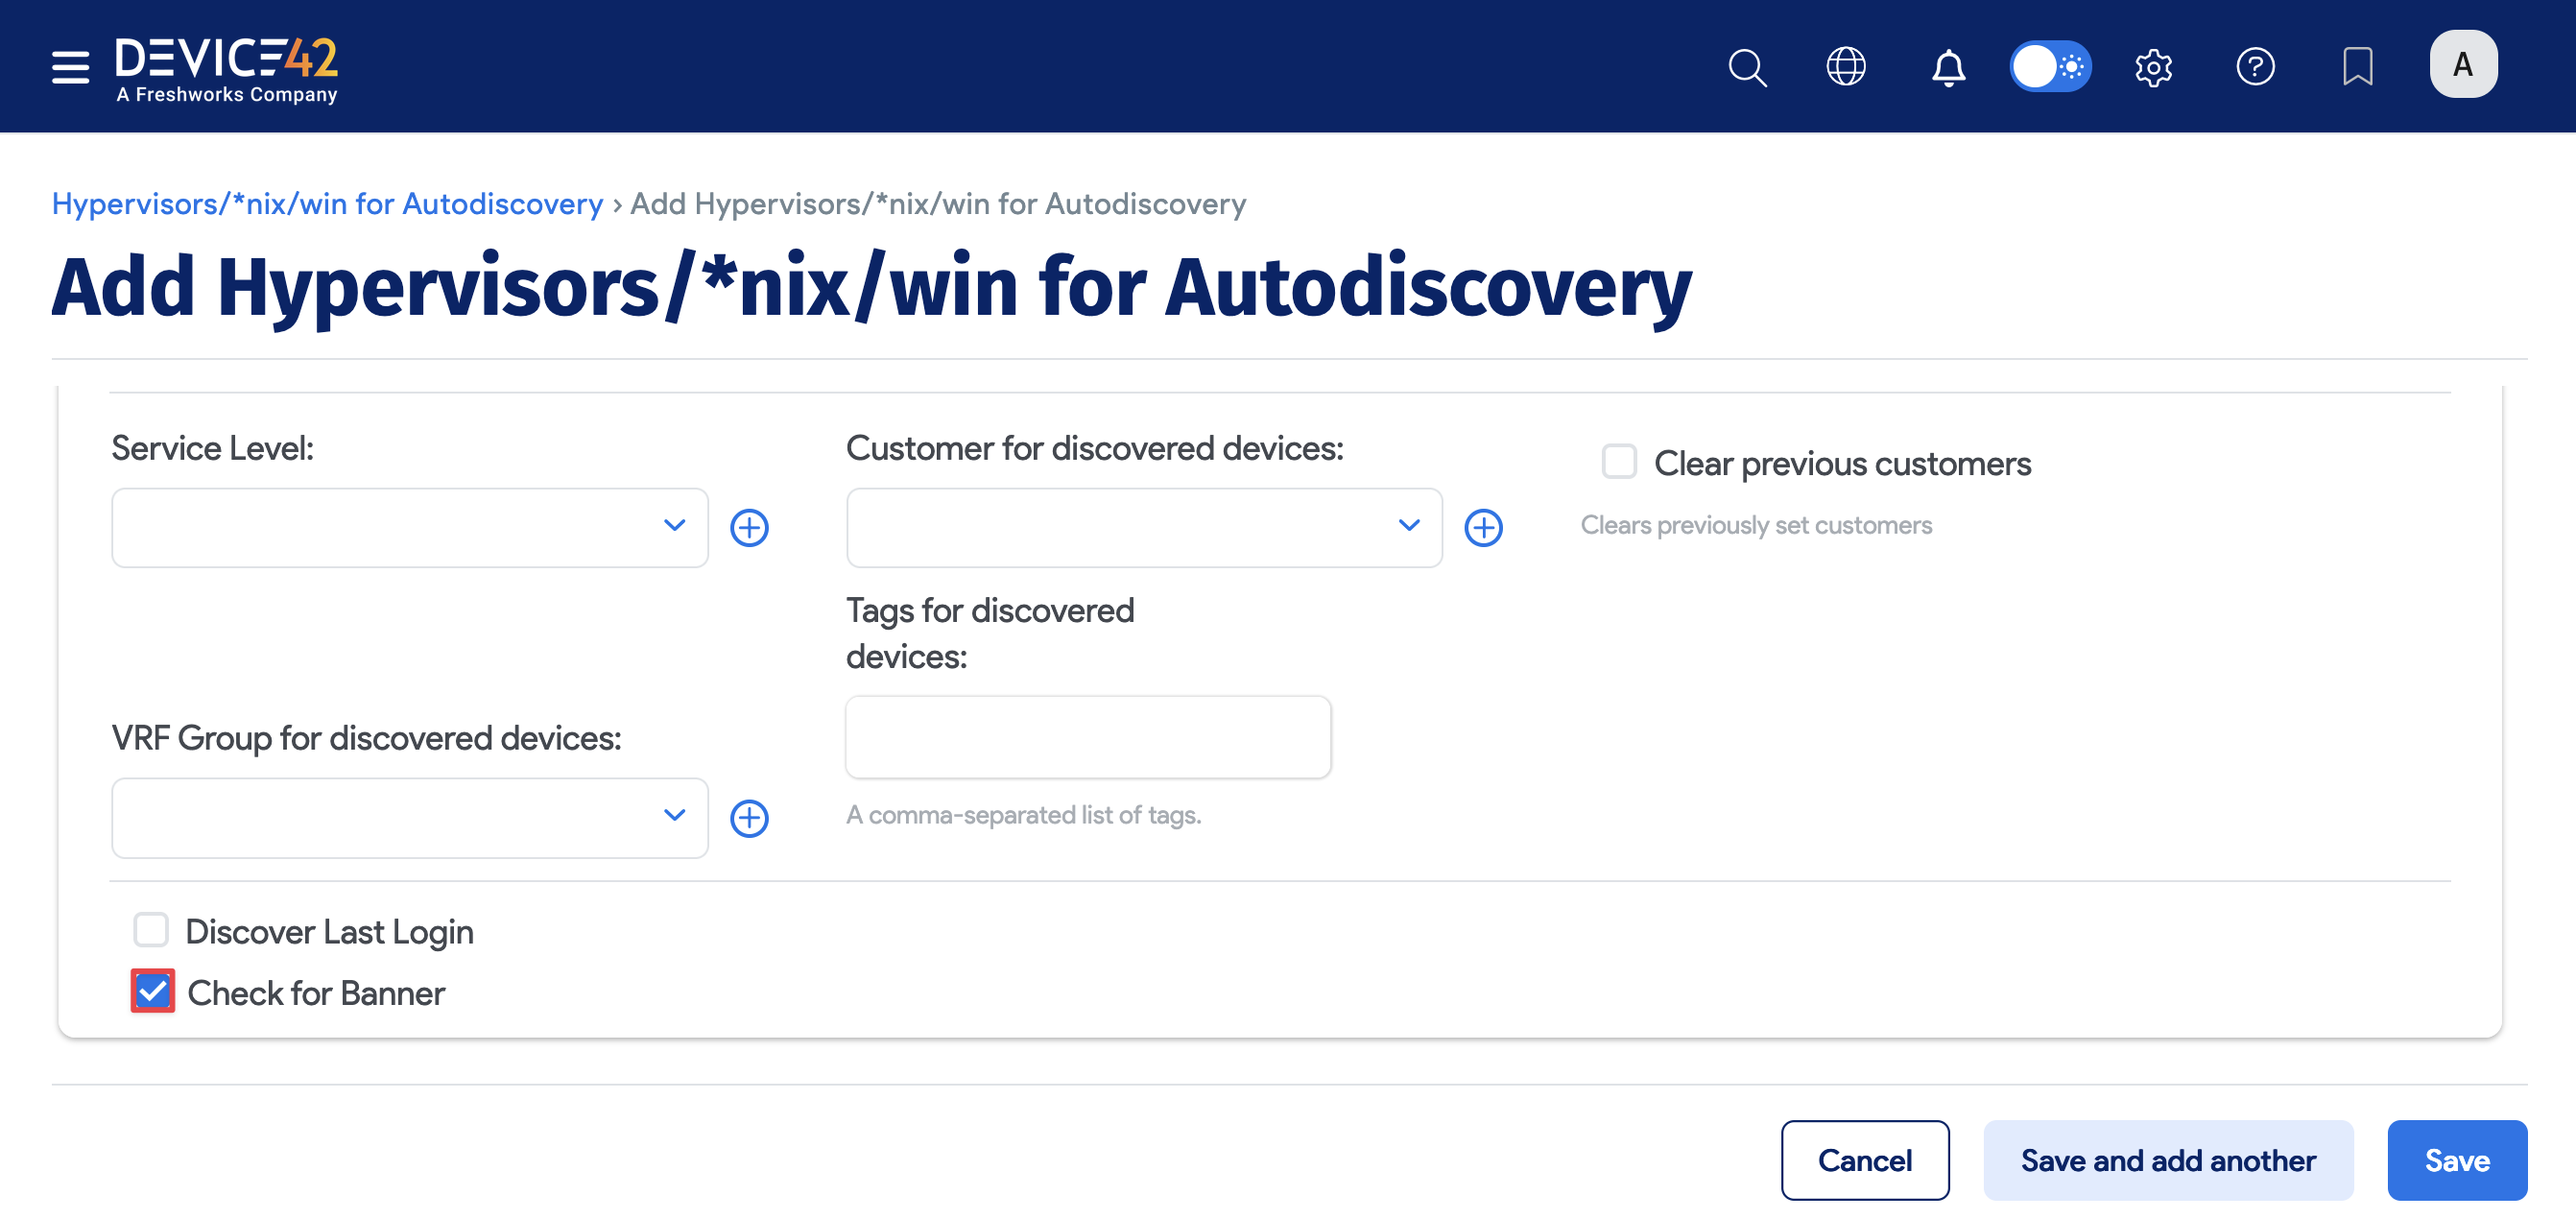 DEVICE42
A Freshworks Company
A
Hypervisors/*nix/win for Autodiscovery › Add Hypervisors/*nix/win for Autodiscovery
Add Hypervisors/*nix/win for Autodiscovery
Service Level:
Customer for discovered devices:
Clear previous customers
Clears previously set customers
Tags for discovered
devices:
VRF Group for discovered devices:
A comma-separated list of tags.
Discover Last Login
Check for Banner
Cancel
Save and add another
Save